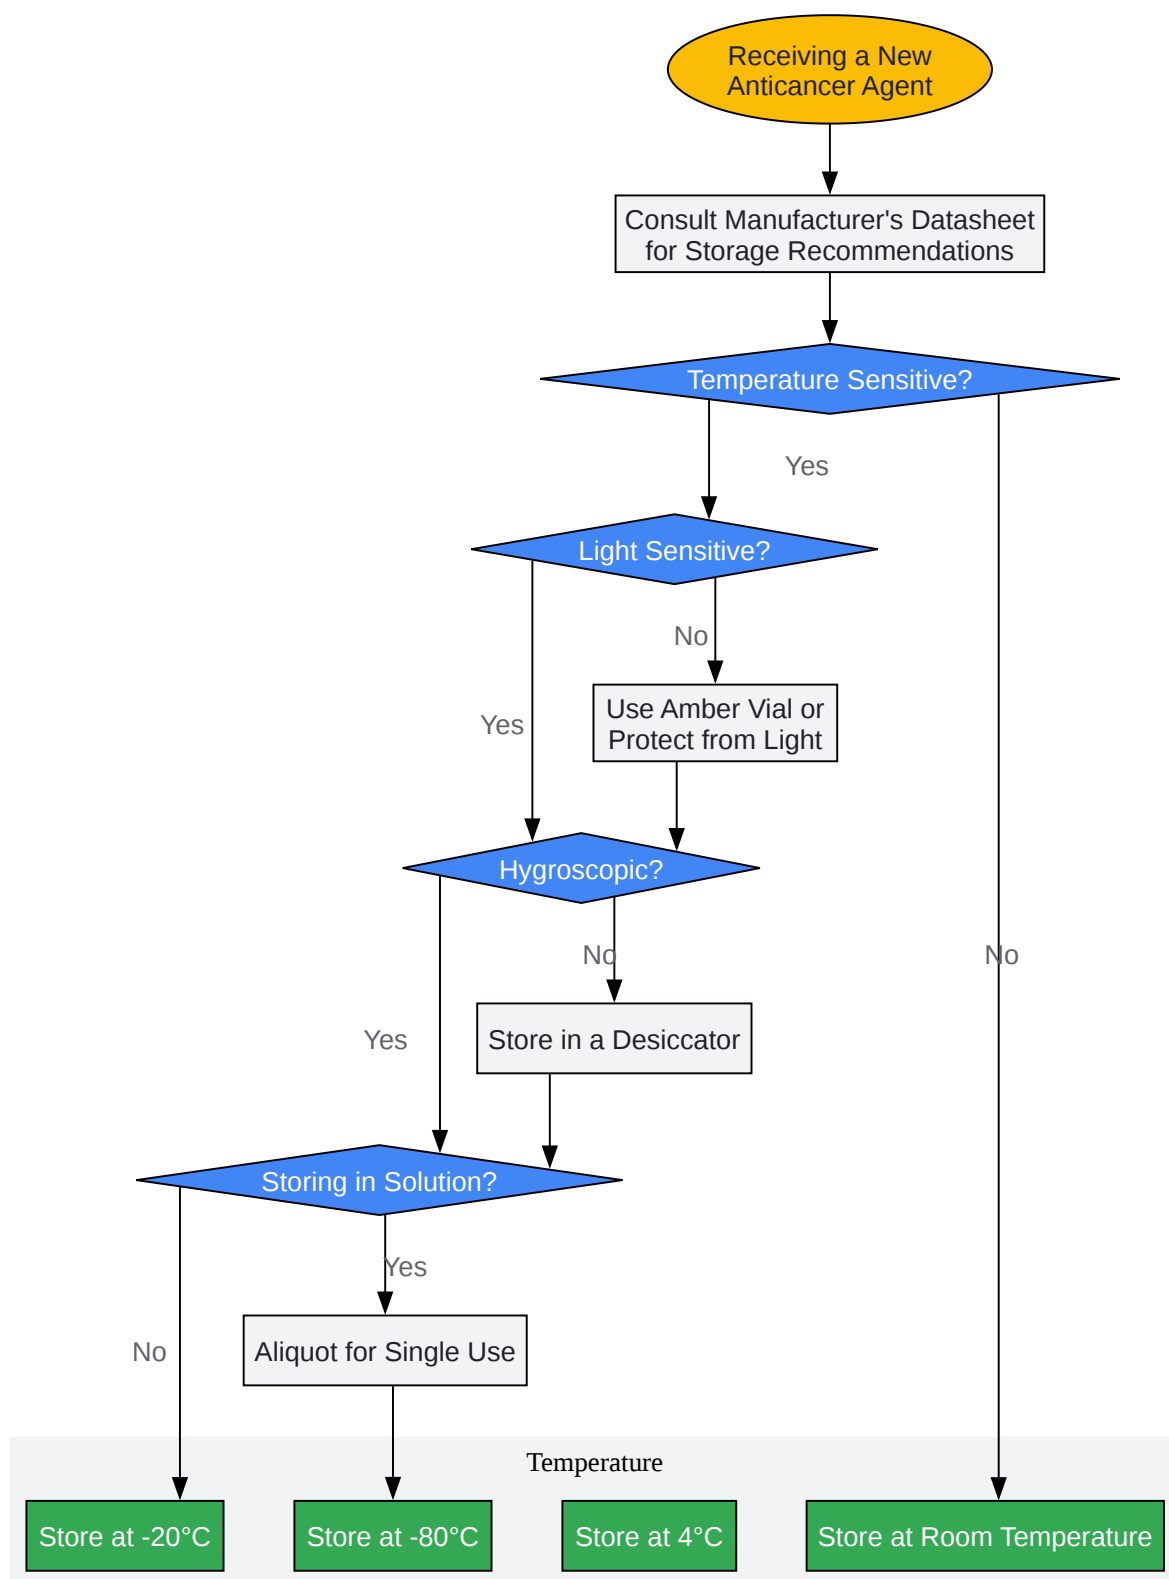 Receiving a New
Anticancer Agent
Consult Manufacturer's Datasheet
for Storage Recommendations
Temperature Sensitive?
Yes
Light Sensitive?
No
Use Amber Vial or
Protect from Light
Yes
Hygroscopic?
No
No
Store in a Desiccator
Yes
Storing in Solution?
Yes
Aliquot for Single Use
No
Temperature
Store at -20°C
Store at -80°C
Store at 4°C
Store at Room Temperature